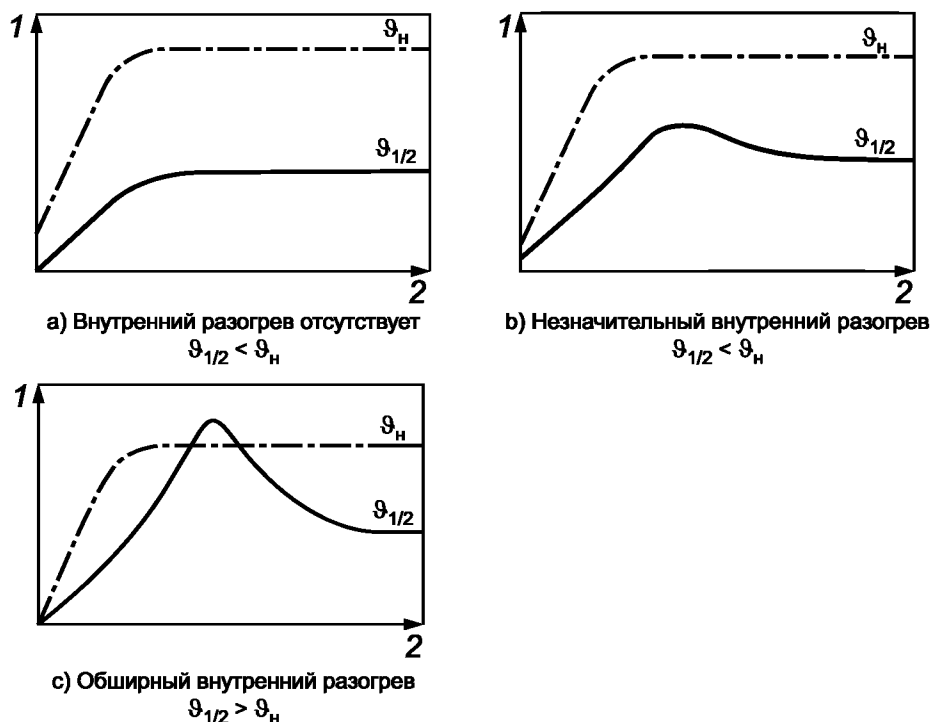 1
ϑн
ϑ1/2
2
a) Внутренний разогрев отсутствует
ϑ1/2 < ϑн
1
ϑн
ϑ1/2
2
b) Незначительный внутренний разогрев
ϑ1/2 < ϑн
1
ϑн
ϑ1/2
2
c) Обширный внутренний разогрев
ϑ1/2 > ϑн